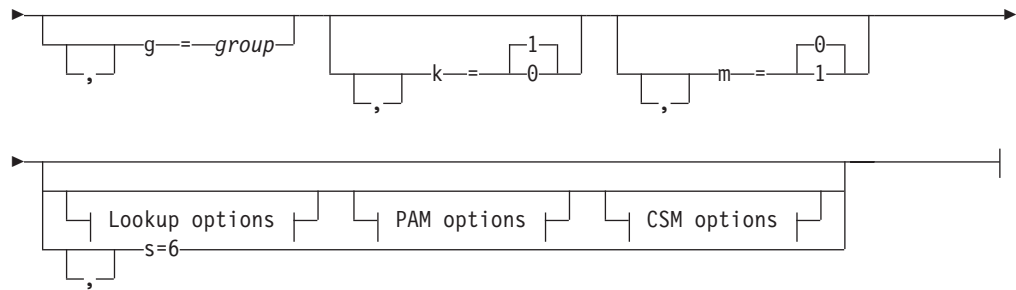 1 0
g = group k = 0 m = 1
, , ,
Lookup options PAM options CSM options
s=6
,